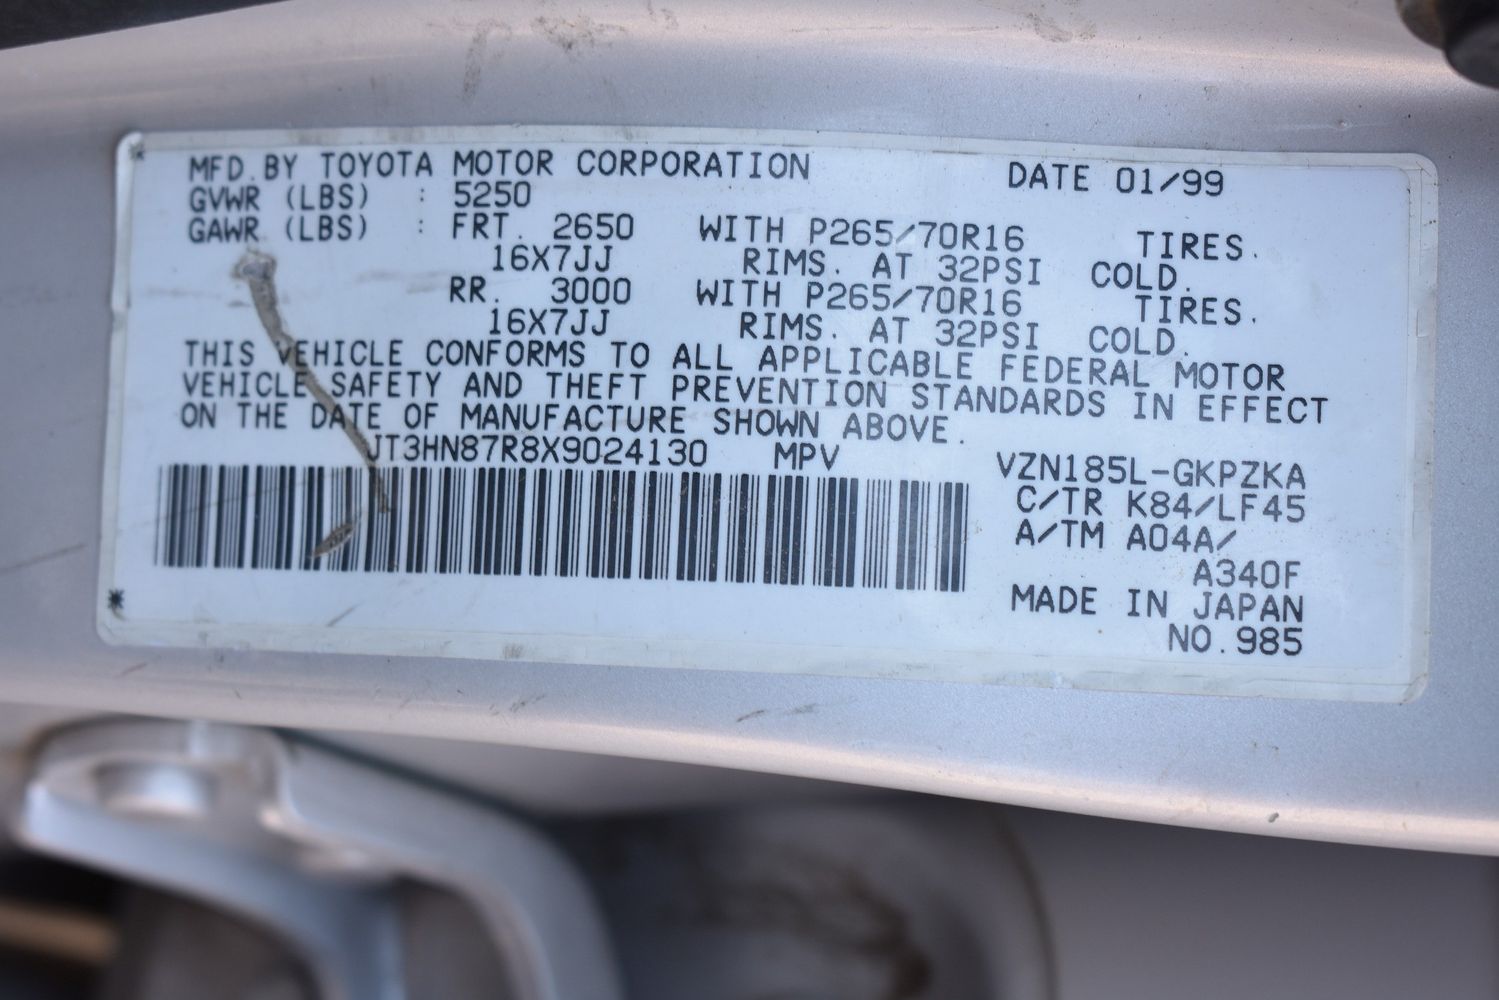 MFD.BY TOYOTA MOTOR CORPORATION DATE 01/99
GVWR (LBS) : 5250
GAWR (LBS) : FRT. 2650 WITH P265/70R16 TIRES.
16X7JJ RIMS. AT 32PSI COLD.
RR. 3000 WITH P265/70R16 TIRES.
16X7JJ RIMS. AT 32PSI COLD.
THIS VEHICLE CONFORMS TO ALL APPLICABLE FEDERAL MOTOR
VEHICLE SAFETY AND THEFT PREVENTION STANDARDS IN EFFECT
ON THE DATE OF MANUFACTURE SHOWN ABOVE.
JT3HN87R8X9024130 MPV VZN185L-GKPZKA
C/TR K84/LF45
A/TM A04A/
A340F
MADE IN JAPAN
NO.985